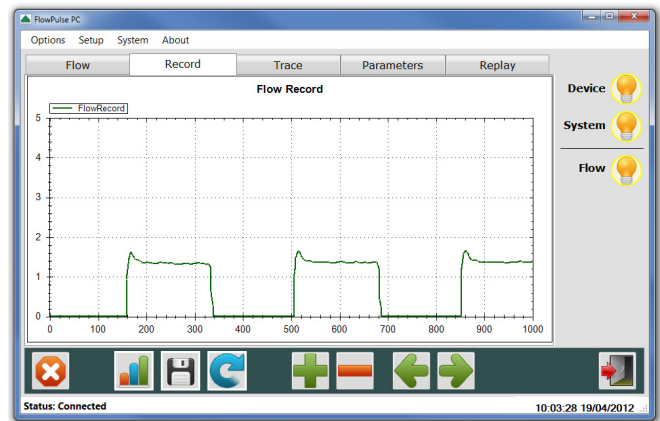 FlowPulse PC
Options Setup System About
Flow Record Trace Parameters Replay
Flow Record
FlowRecord
5
4
3
2
1
0
0 100 200 300 400 500 600 700 800 900 1000
Device
System
Flow
Status: Connected 10:03:28 19/04/2012